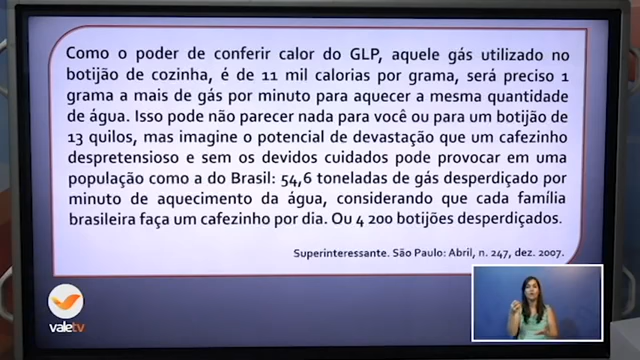 Como o poder de conferir calor do GLP, aquele gás utilizado no
botijão de cozinha, é de 11 mil calorias por grama, será preciso 1
grama a mais de gás por minuto para aquecer a mesma quantidade
de água. Isso pode não parecer nada para você ou para um botijão de
13 quilos, mas imagine o potencial de devastação que um cafezinho
despretensioso e sem os devidos cuidados pode provocar em uma
população como a do Brasil: 54,6 toneladas de gás desperdiçado por
minuto de aquecimento da água, considerando que cada família
brasileira faça um cafezinho por dia. Ou 4 200 botijões desperdiçados.
Superinteressante. São Paulo: Abril, n. 247, dez. 2007.
valetv